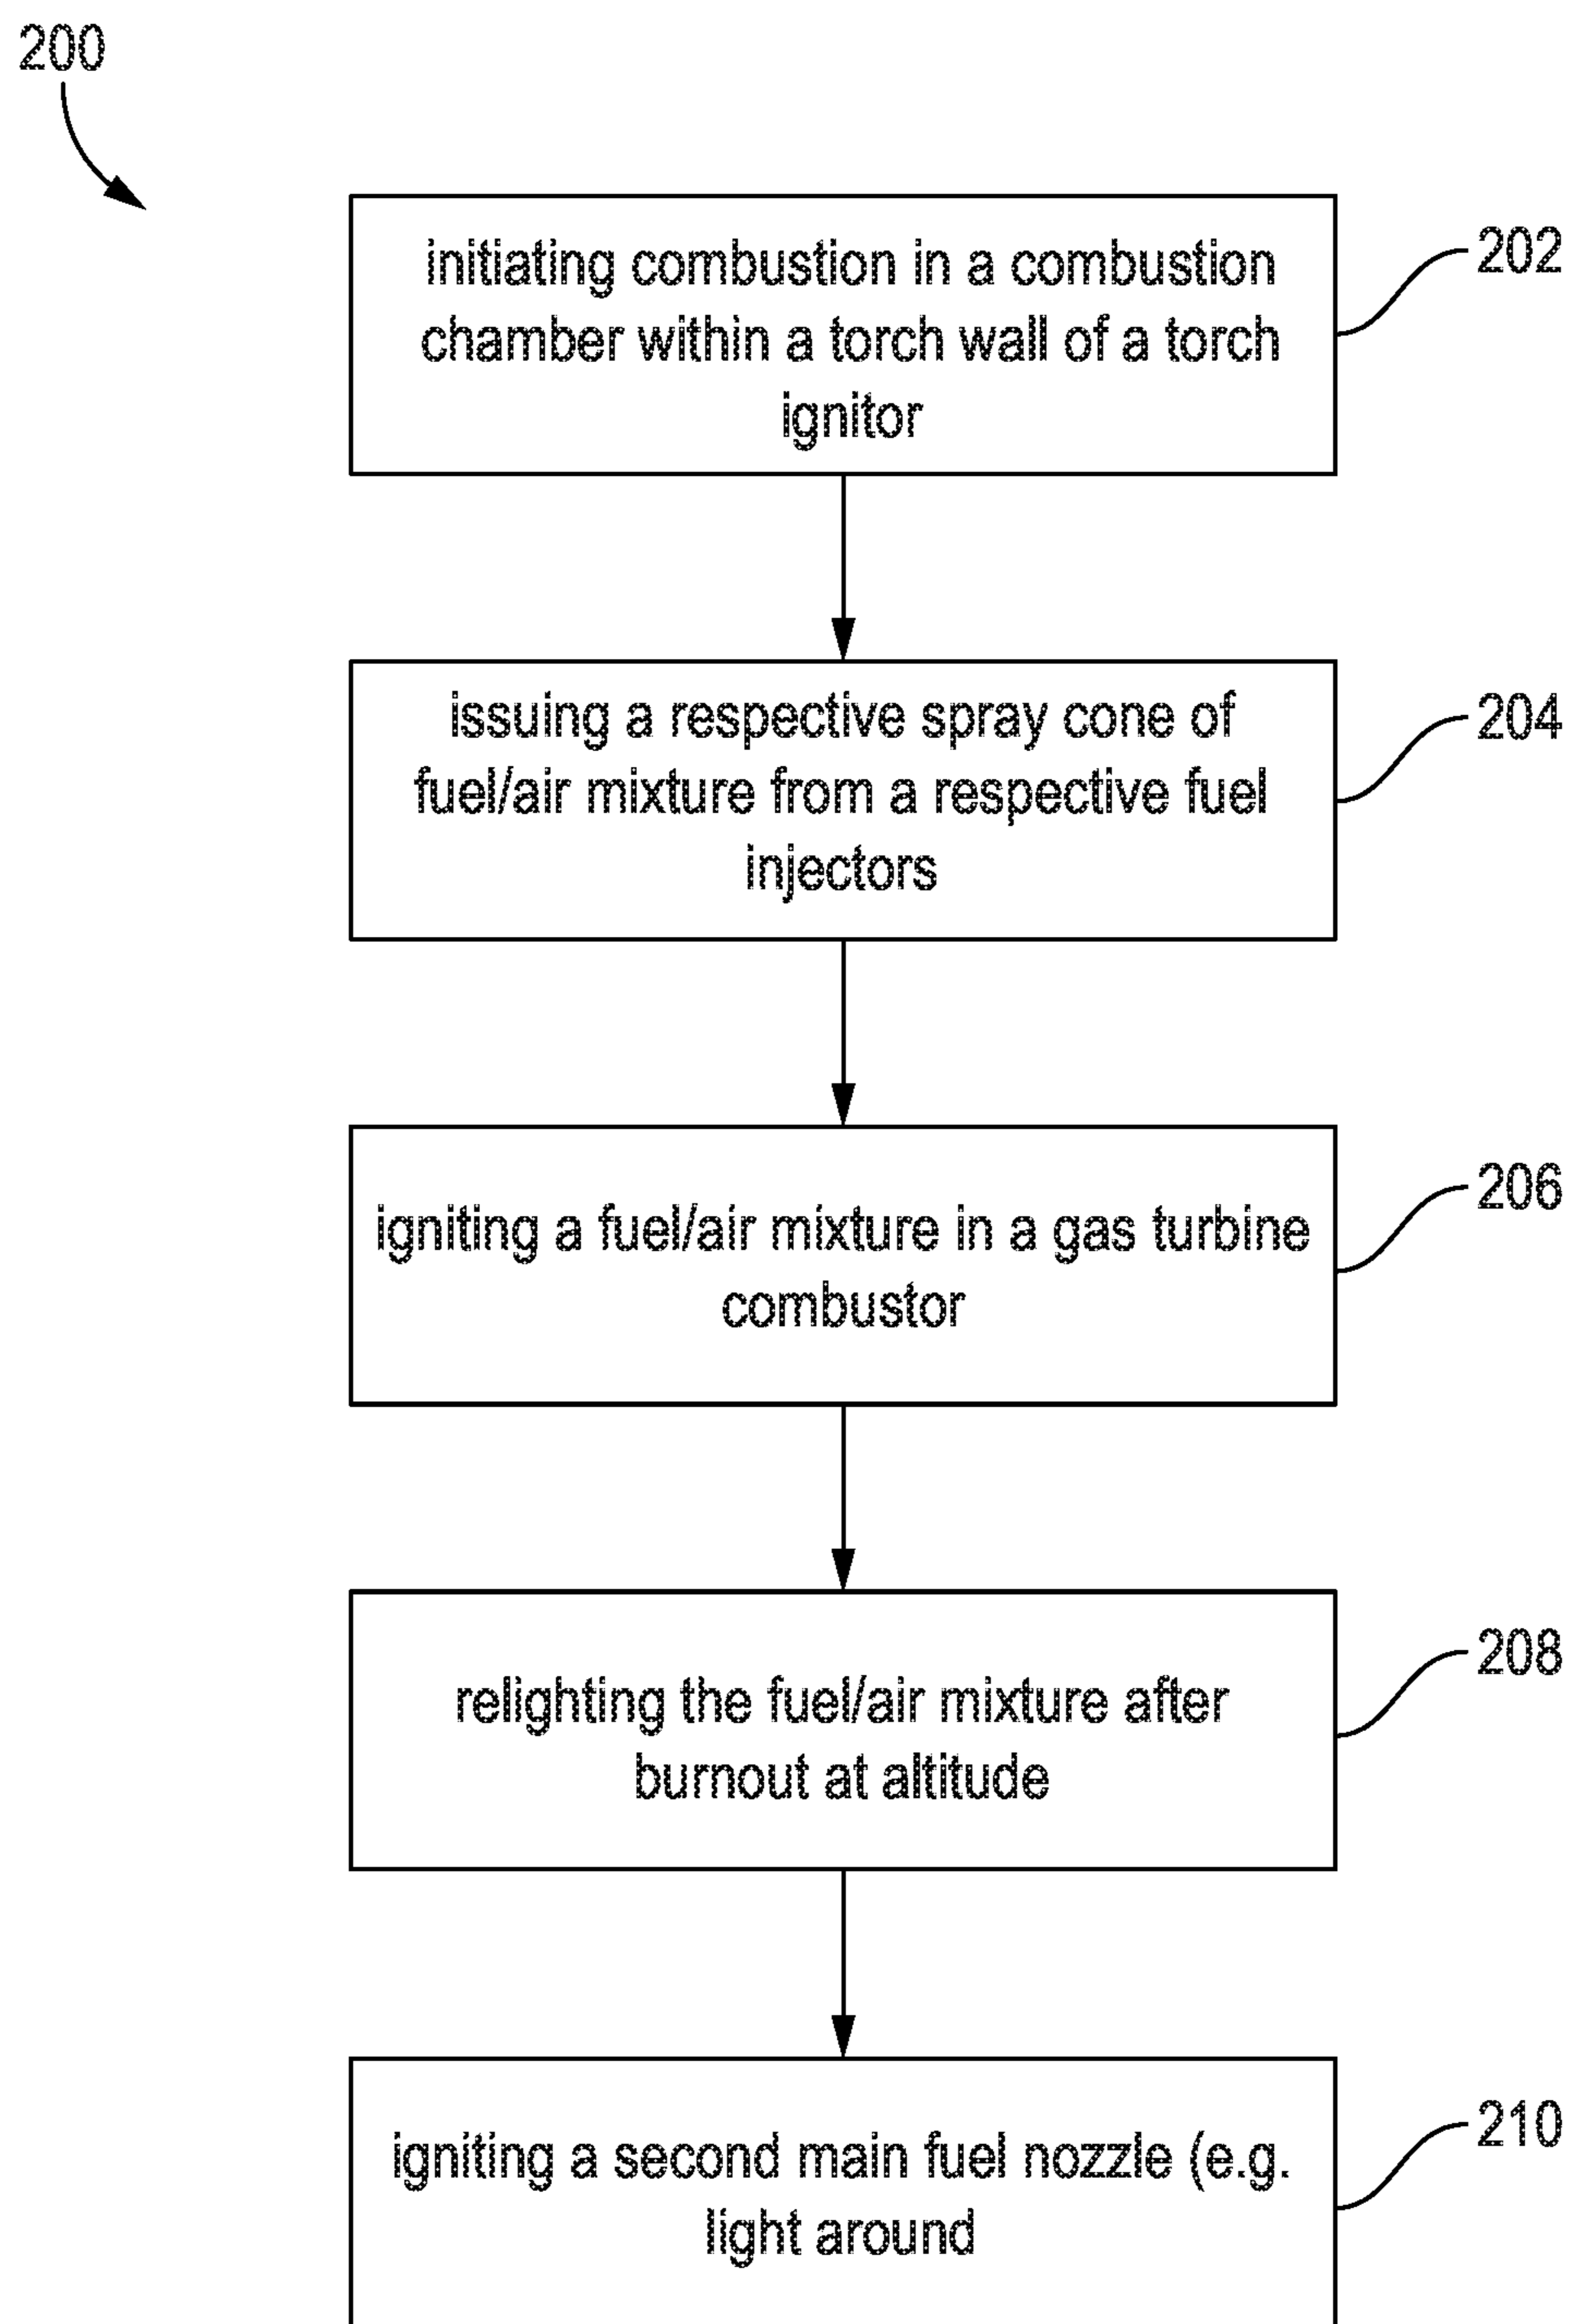 200
initiating combustion in a combustion
chamber within a torch wall of a torch
ignitor
202
issuing a respective spray cone of
fuel/air mixture from a respective fuel
injectors
204
igniting a fuel/air mixture in a gas turbine
combustor
206
relighting the fuel/air mixture after
burnout at altitude
208
igniting a second main fuel nozzle (e.g.
light around
210